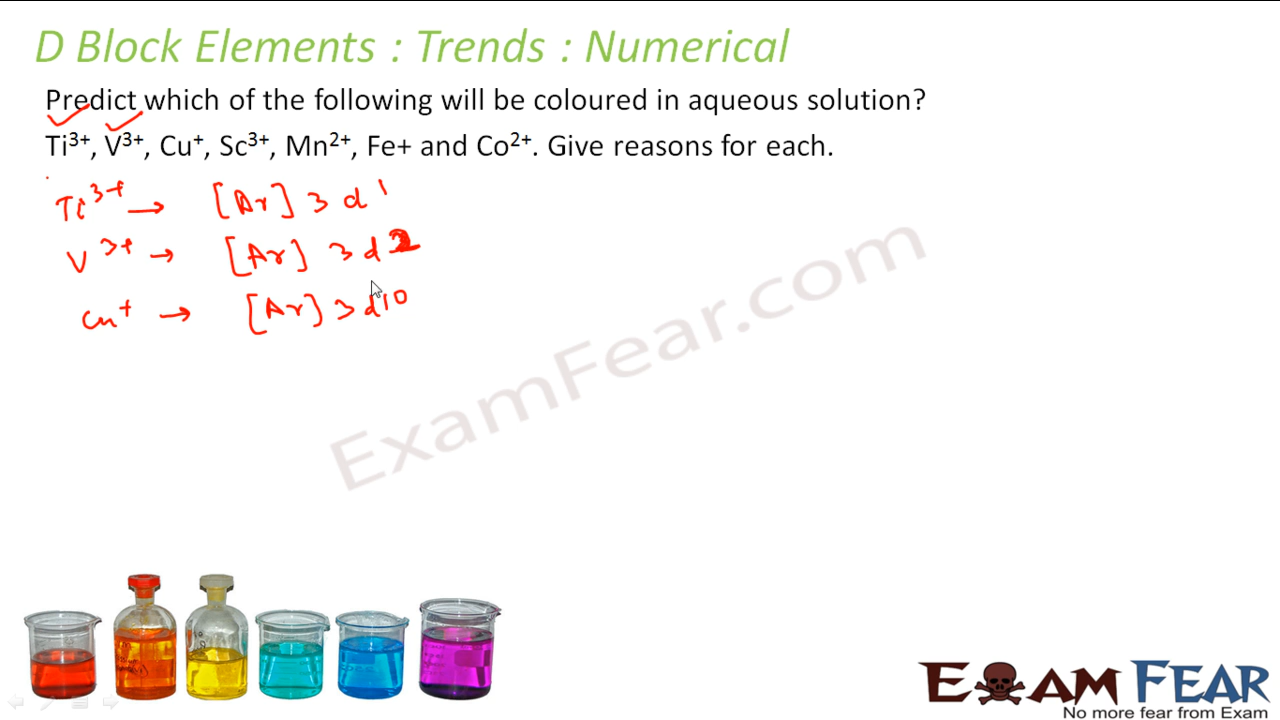 D Block Elements : Trends : Numerical
Predict which of the following will be coloured in aqueous solution?
Ti³⁺, V³⁺, Cu⁺, Sc³⁺, Mn²⁺, Fe+ and Co²⁺. Give reasons for each.
Ti³⁺ → [Ar] 3d¹
V³⁺ → [Ar] 3d²
Cu⁺ → [Ar] 3d10
ExamFear.com
EXAM FEAR
No more fear from Exam